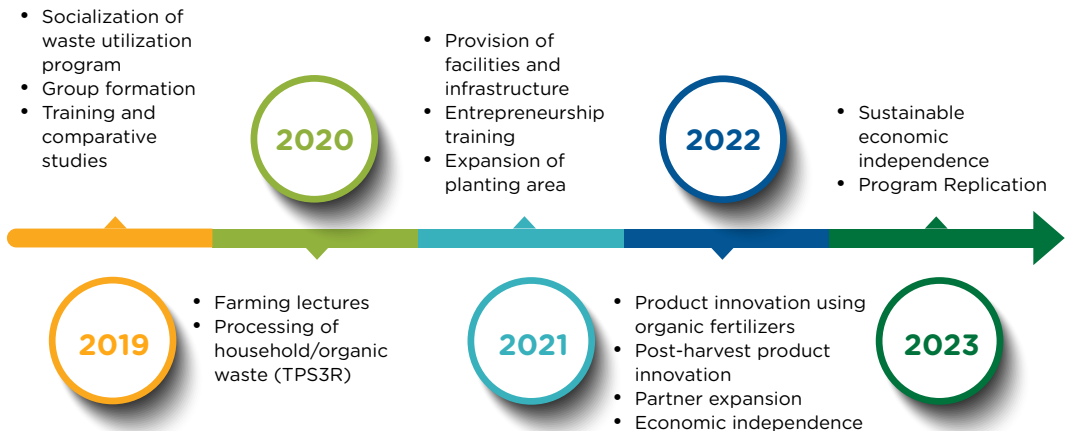 • Socialization of
waste utilization
program
• Group formation
• Training and
comparative
studies
2019
2020
• Farming lectures
• Processing of
household/organic
waste (TPS3R)
• Provision of
facilities and
infrastructure
• Entrepreneurship
training
• Expansion of
planting area
2021
2022
• Product innovation using
organic fertilizers
• Post-harvest product
innovation
• Partner expansion
• Economic independence
• Sustainable
economic
independence
• Program Replication
2023